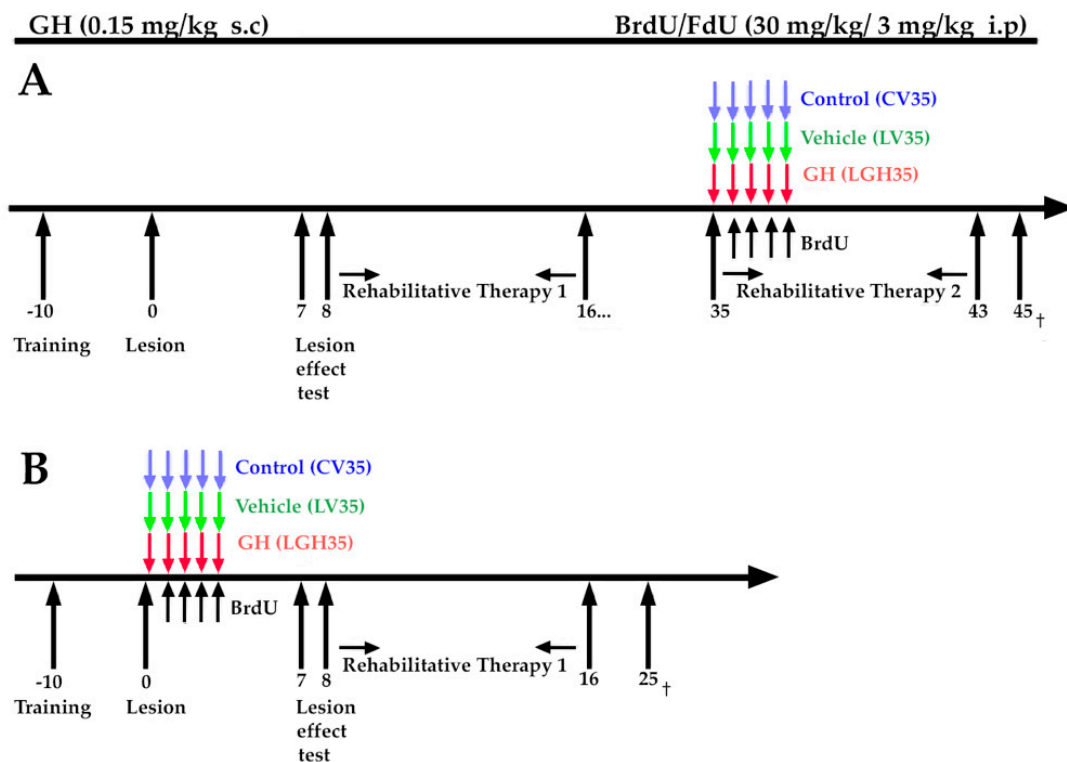 GH (0.15 mg/kg s.c) BrdU/FdU (30 mg/kg/ 3 mg/kg i.p)
A
Control (CV35)
Vehicle (LV35)
GH (LGH35)
BrdU
Rehabilitative Therapy 1 Rehabilitative Therapy 2
-10 0 7 8 16... 35 43 45 †
Training Lesion Lesion
effect
test
B
Control (CV35)
Vehicle (LV35)
GH (LGH35)
BrdU
Rehabilitative Therapy 1
-10 0 7 8 16 25 †
Training Lesion Lesion
effect
test